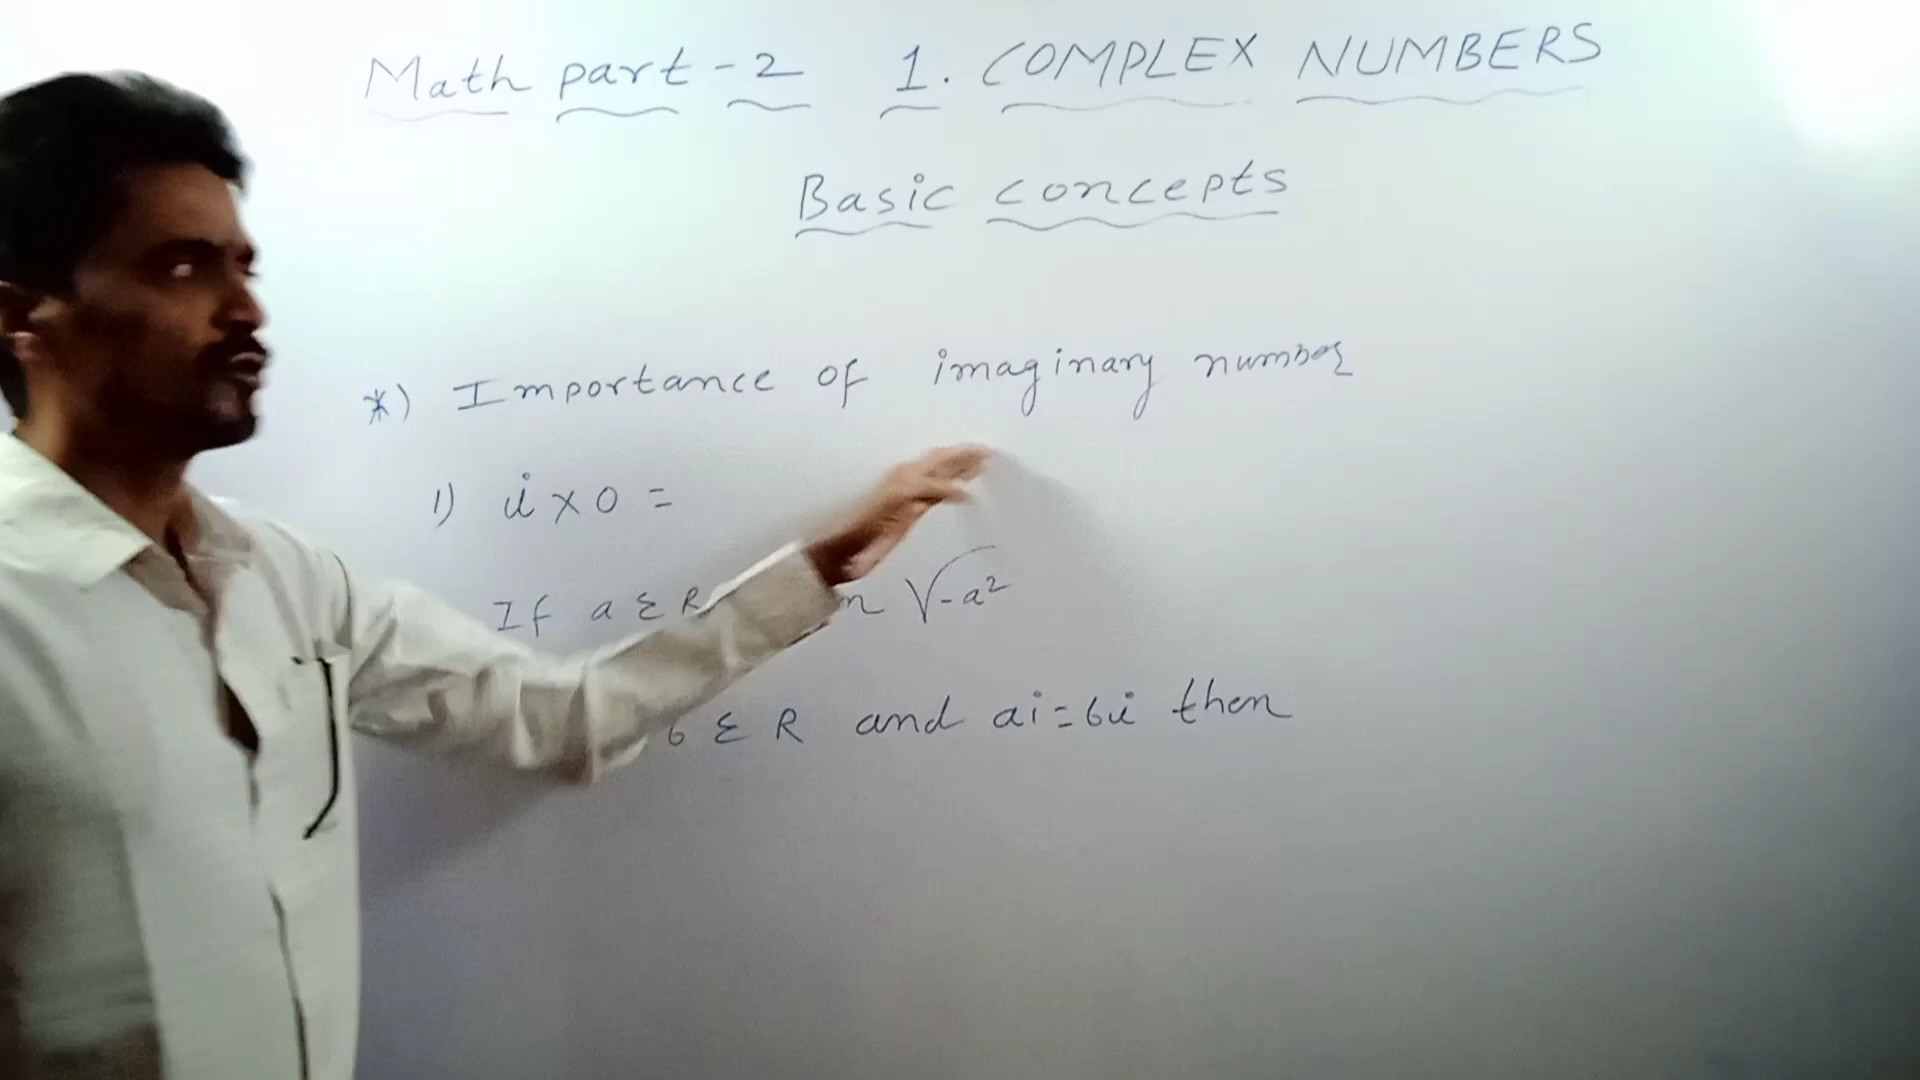 Math part - 2 1. COMPLEX NUMBERS
Basic concepts
*) Importance of imaginary number
1) i × 0 =
If a Σ R √-a²
b Σ R and ai = bi then